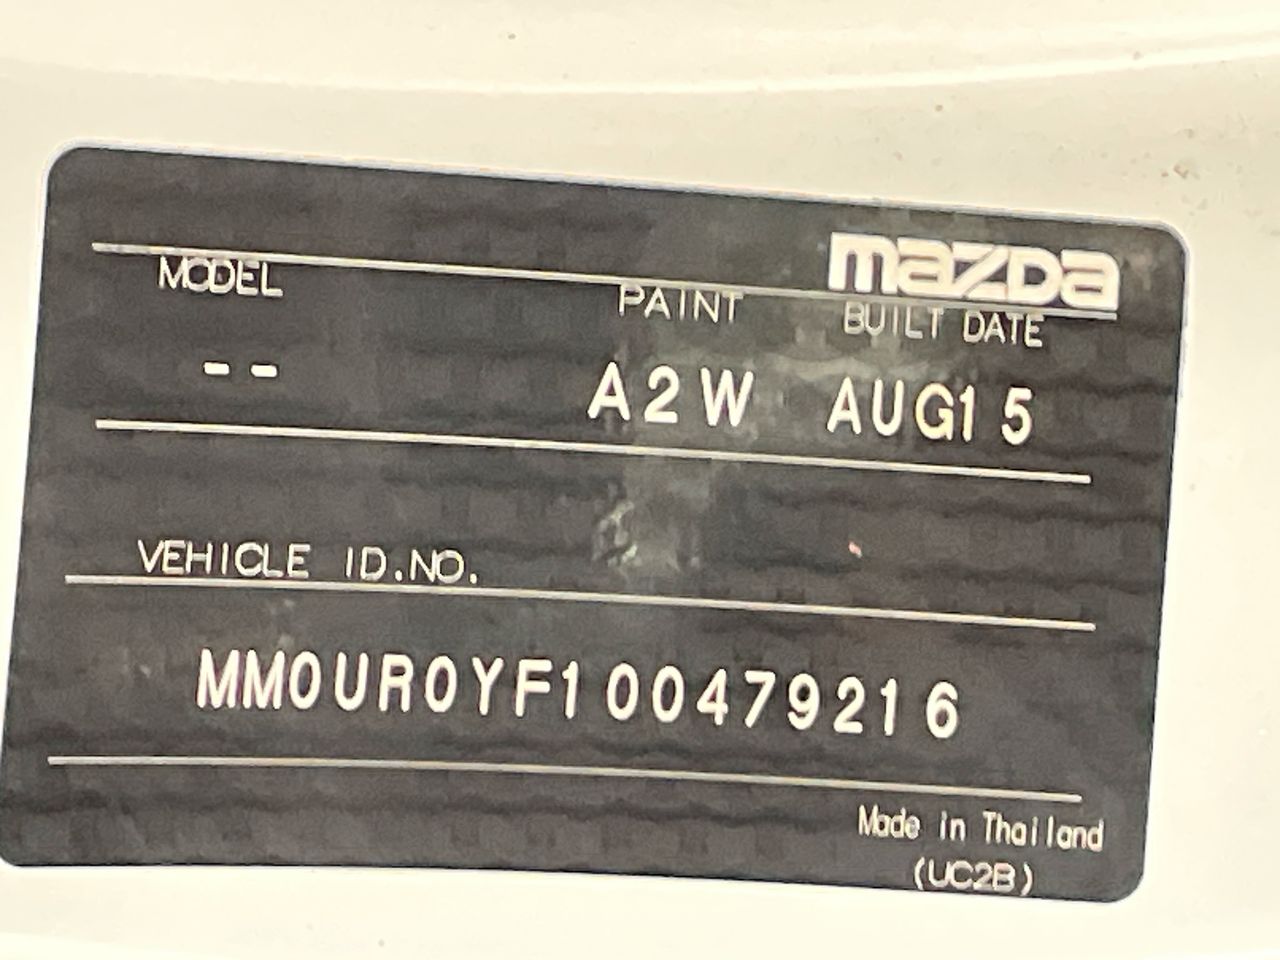 mazda
MODEL PAINT BUILT DATE
-- A2W AUG15
VEHICLE ID.NO.
MM0UR0YF100479216
Made in Thailand
(UC2B)